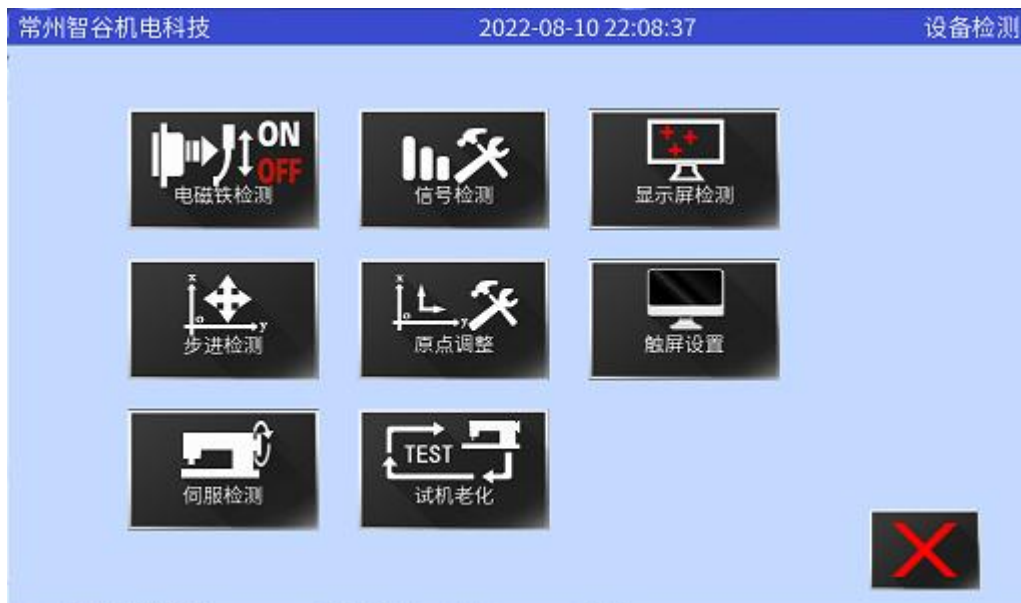 常州智谷机电科技 2022-08-10 22:08:37 设备检测
ON
OFF
电磁铁检测 信号检测 显示屏检测
x
o
y
步进检测
x
o
y
原点调整 触屏设置
TEST
伺服检测 试机老化